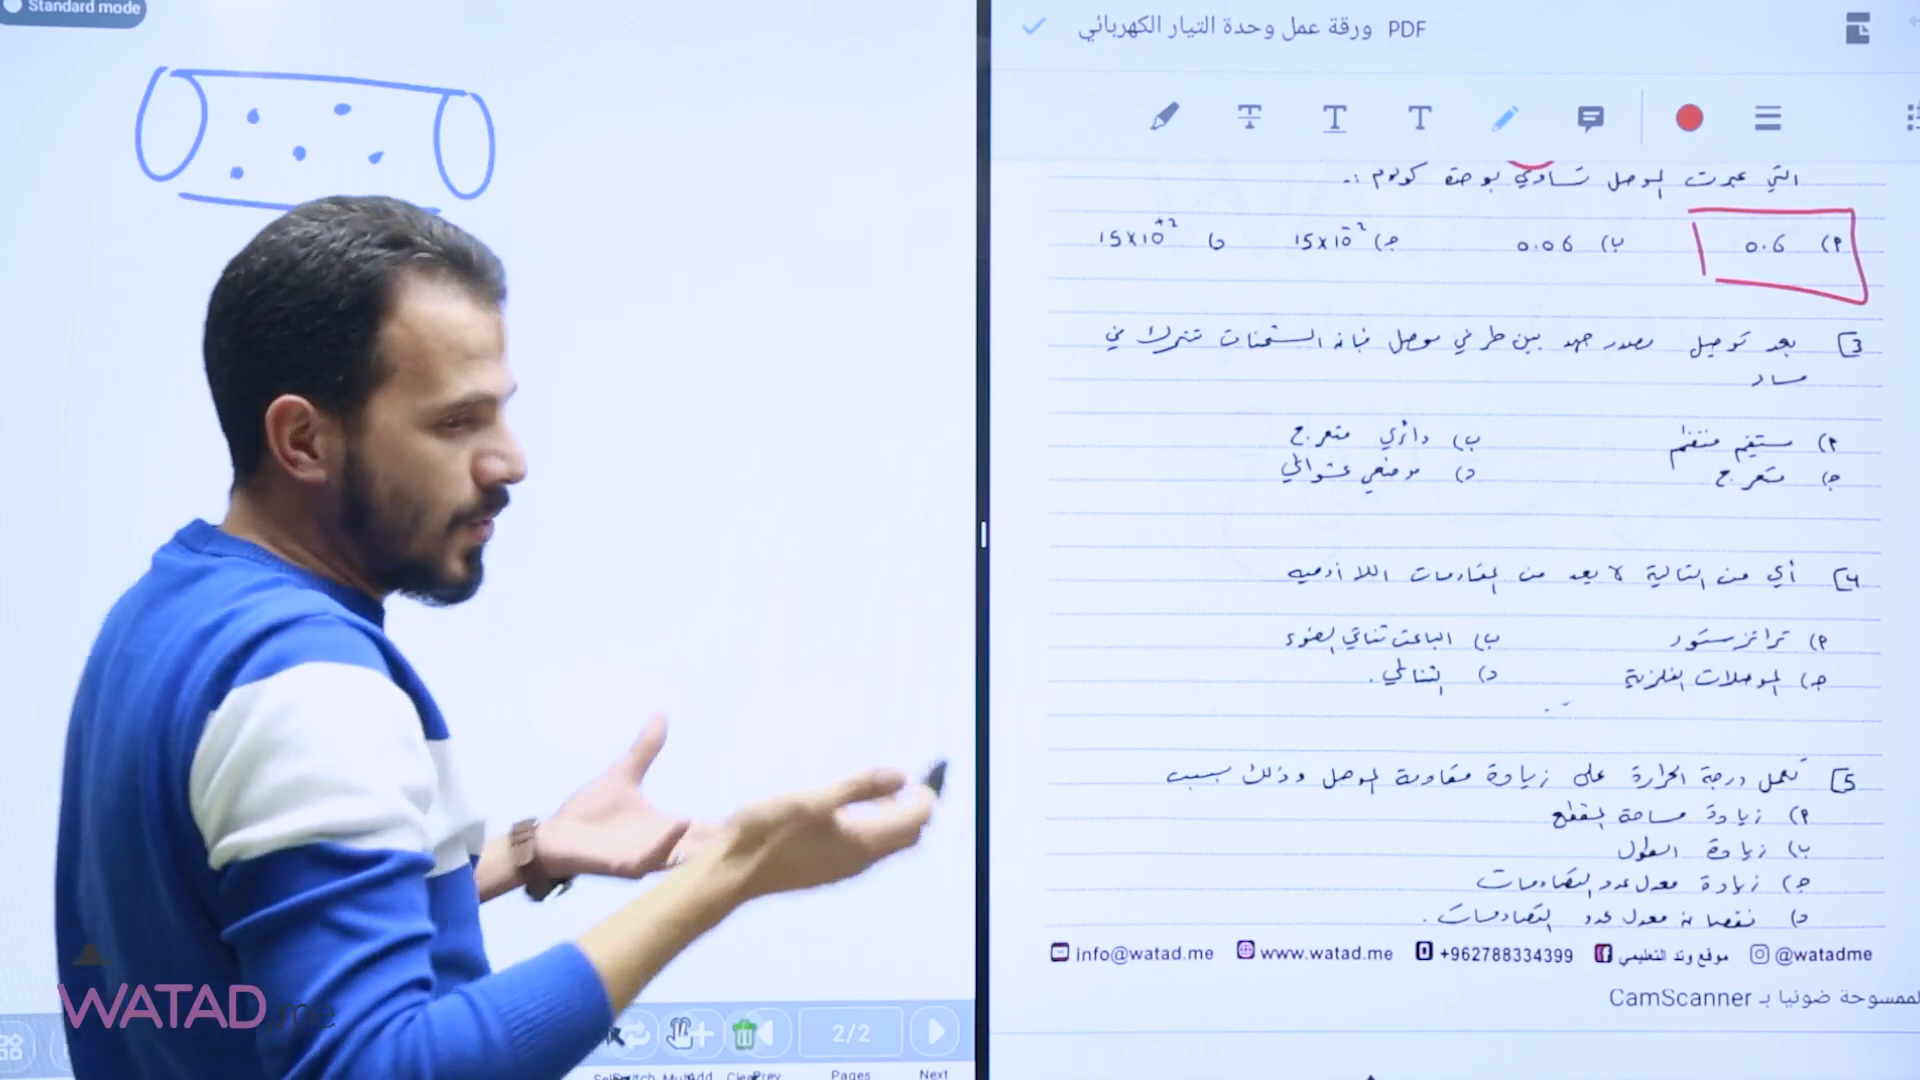 Standard mode
ورقة عمل وحدة التيار الكهربائي PDF
التي عبرت الموصل تساوي بوحدة كولوم :-
أ) 0.6 ب) 0.06 ج) 15x10⁻² د) 15x10⁺²
3] بعد توصيل مصدر جهد بين طرفي موصل فإن الشحنات تتحرك في
مسار
أ) مستقيم منتظم ب) دائري متعرج
ج) متعرج د) موضعي عشوائي
4] أي من التالية لا يعد من المقاومات اللا أومية
أ) ترانزستور ب) الباعث ثنائي الضوء
ج) الموصلات الفلزية د) الثنائي.
5] تعمل درجة الحرارة على زيادة مقاومة الموصل وذلك بسبب
أ) زيادة مساحة المقطع
ب) زيادة الطول
ج) زيادة معدل عدد التصادمات
د) نقصان معدل عدد التصادمات.
info@watad.me www.watad.me +962788334399 موقع وتد التعليمي @watadme
الممسوحة ضوئيا بـ CamScanner
WATAD.me
2/2
Pages
Next